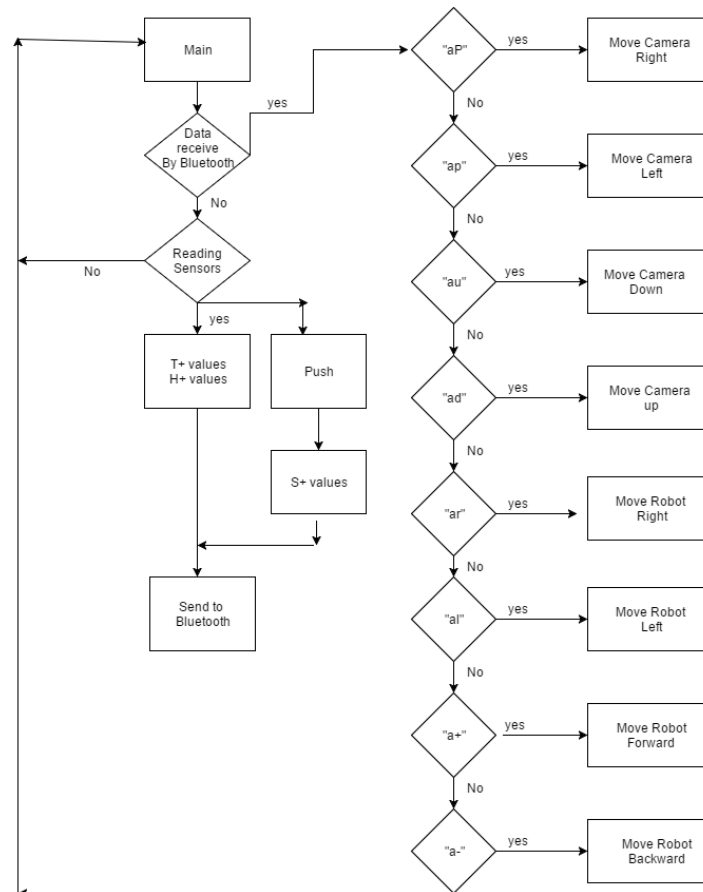 Main
Data
receive
By Bluetooth
yes
No
Reading
Sensors
No
yes
T+ values
H+ values
Push
S+ values
Send to
Bluetooth
"aP"
yes
Move Camera
Right
No
"ap"
yes
Move Camera
Left
No
"au"
yes
Move Camera
Down
No
"ad"
yes
Move Camera
up
No
"ar"
yes
Move Robot
Right
No
"al"
yes
Move Robot
Left
No
"a+"
yes
Move Robot
Forward
No
"a-"
yes
Move Robot
Backward